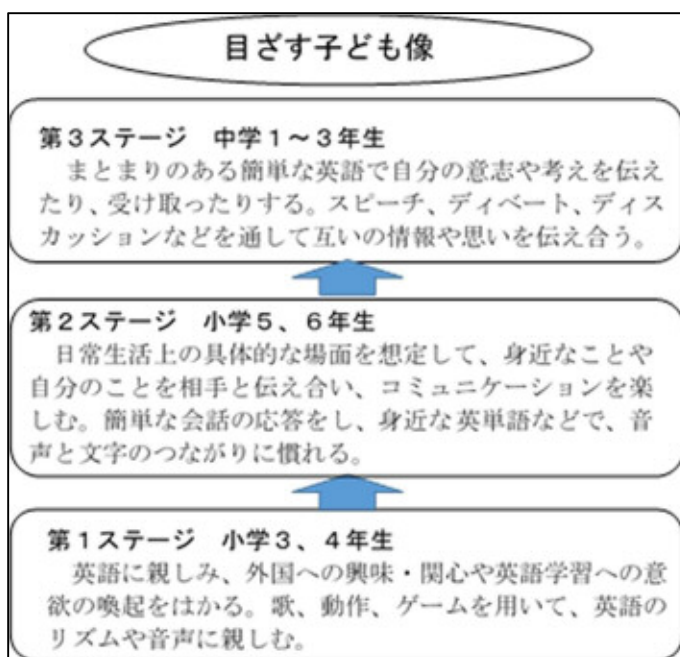 目ざす子ども像
第3ステージ　中学1～3年生
まとまりのある簡単な英語で自分の意志や考えを伝え
たり、受け取ったりする。スピーチ、ディベート、ディス
カッションなどを通して互いの情報や思いを伝え合う。
第2ステージ　小学5、6年生
日常生活上の具体的な場面を想定して、身近なことや
自分のことを相手と伝え合い、コミュニケーションを楽
しむ。簡単な会話の応答をし、身近な英単語などで、音
声と文字のつながりに慣れる。
第1ステージ　小学3、4年生
英語に親しみ、外国への興味・関心や英語学習への意
欲の喚起をはかる。歌、動作、ゲームを用いて、英語の
リズムや音声に親しむ。